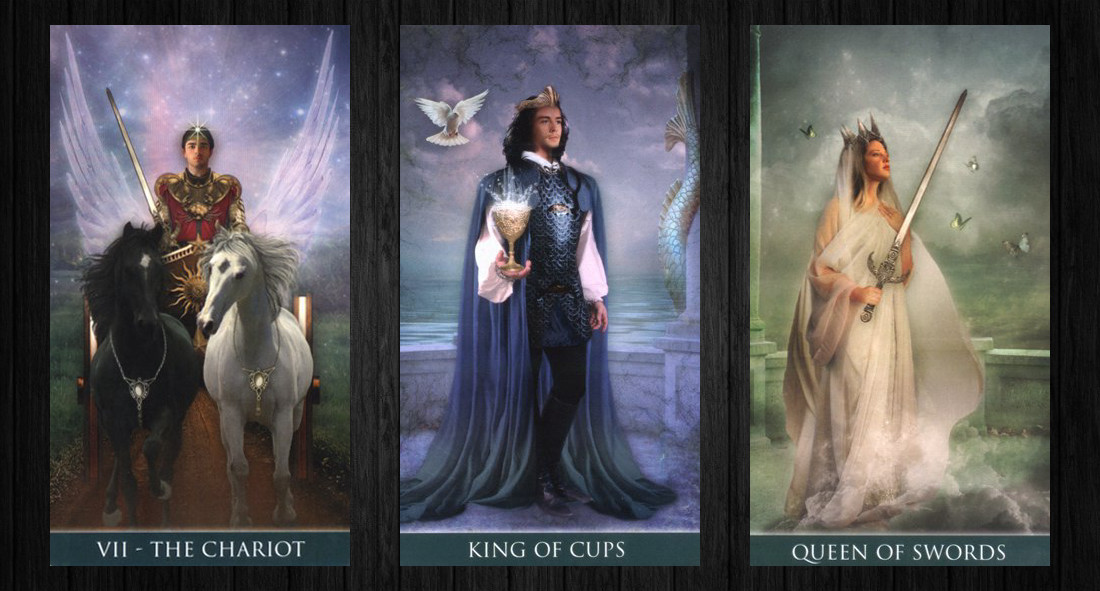 VII - THE CHARIOT
KING OF CUPS
QUEEN OF SWORDS